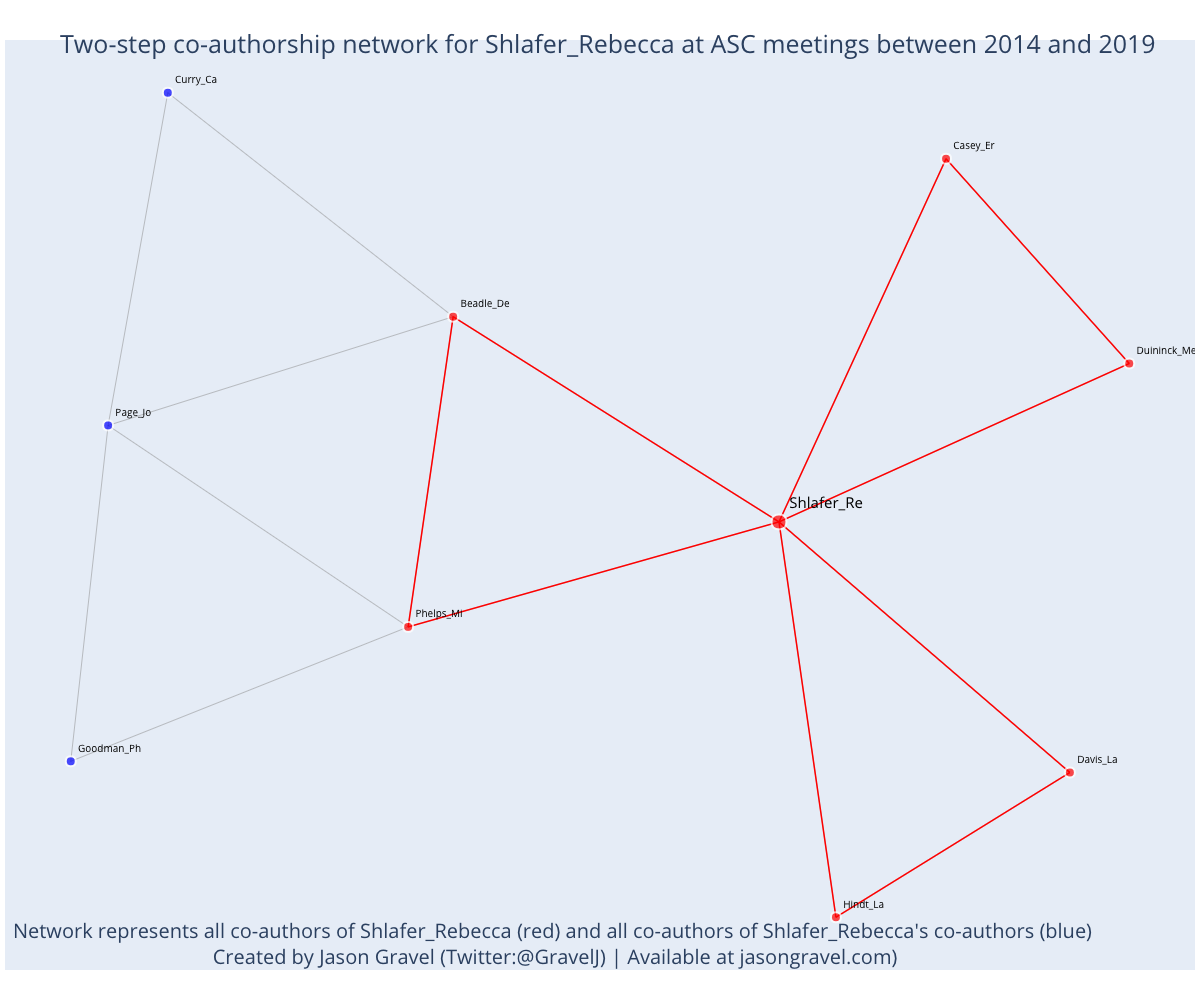 Two-step co-authorship network for Shlafer_Rebecca at ASC meetings between 2014 and 2019
Curry_Ca
Casey_Er
Beadle_De
Duininck_Me
Page_Jo
Shlafer_Re
Phelps_Mi
Goodman_Ph
Davis_La
Hindt_La
Network represents all co-authors of Shlafer_Rebecca (red) and all co-authors of Shlafer_Rebecca's co-authors (blue)
Created by Jason Gravel (Twitter:@GravelJ) | Available at jasongravel.com)